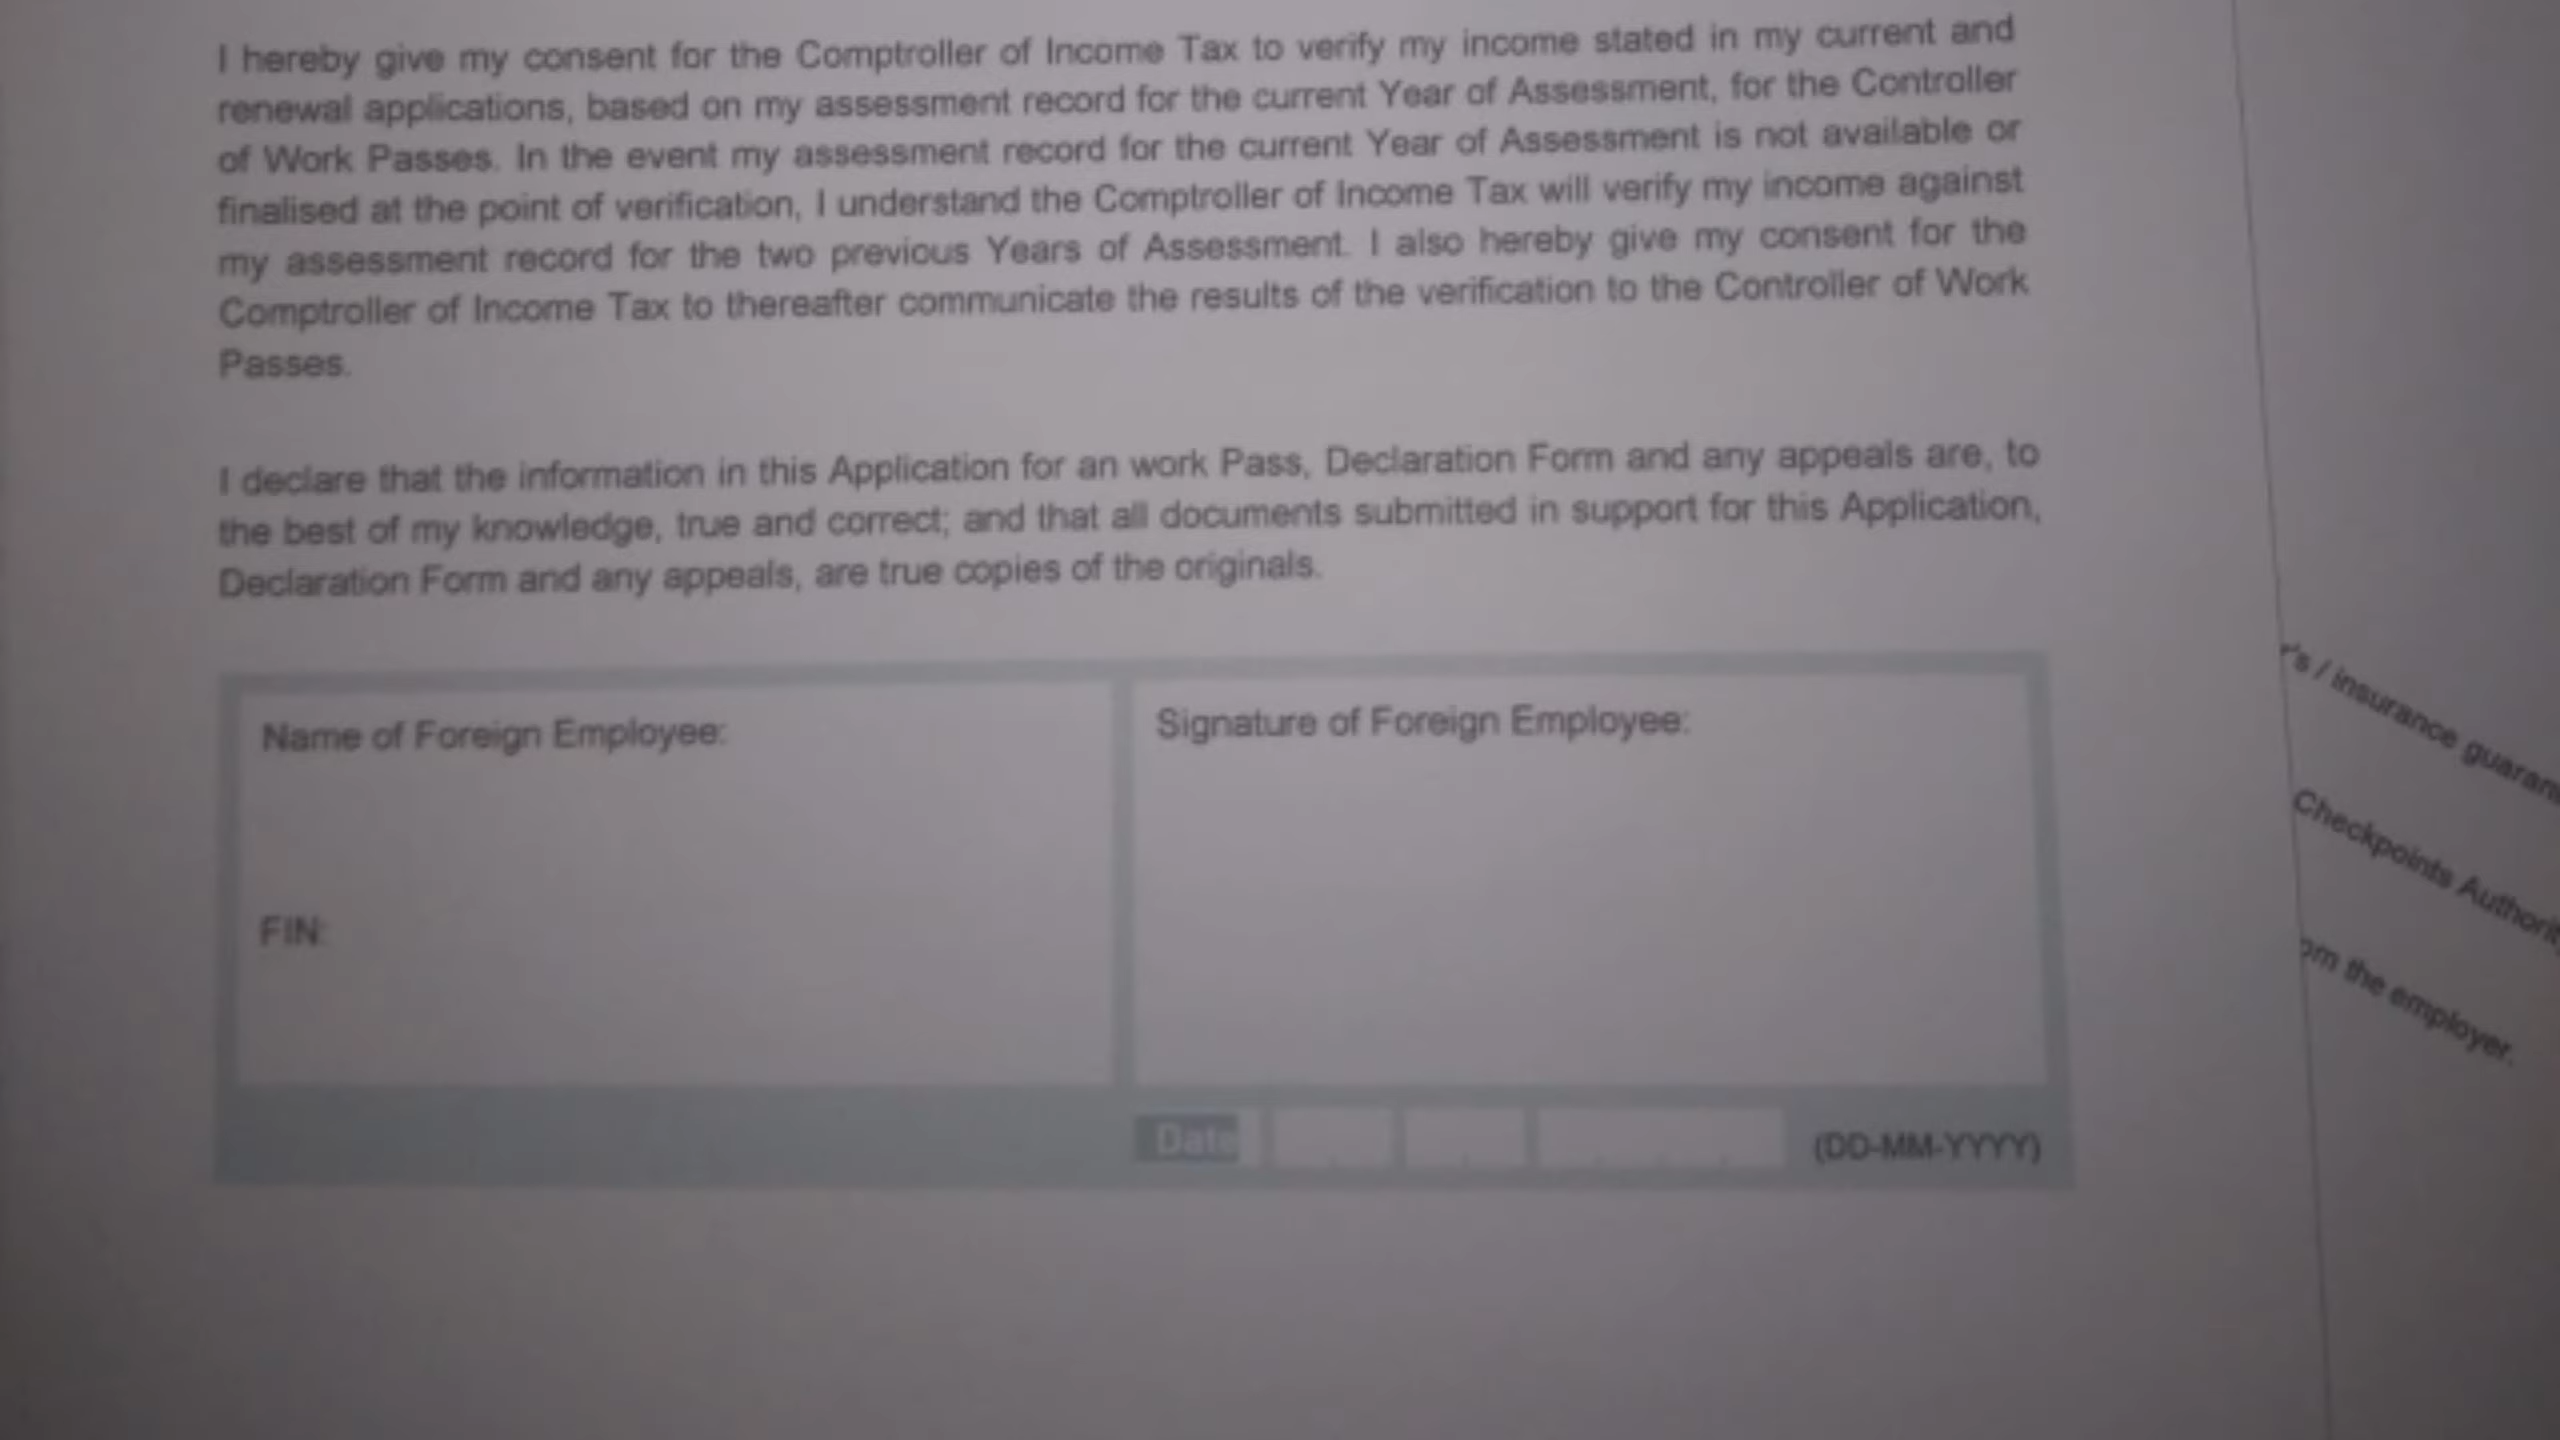 I hereby give my consent for the Comptroller of Income Tax to verify my income stated in my current and
renewal applications, based on my assessment record for the current Year of Assessment, for the Controller
of Work Passes. In the event my assessment record for the current Year of Assessment is not available or
finalised at the point of verification, I understand the Comptroller of Income Tax will verify my income against
my assessment record for the two previous Years of Assessment. I also hereby give my consent for the
Comptroller of Income Tax to thereafter communicate the results of the verification to the Controller of Work
Passes.
I declare that the information in this Application for an work Pass, Declaration Form and any appeals are, to
the best of my knowledge, true and correct; and that all documents submitted in support for this Application,
Declaration Form and any appeals, are true copies of the originals.
Name of Foreign Employee:
Signature of Foreign Employee:
FIN:
Date
(DD-MM-YYYY)
's / insurance
Checkpoints
the employer.